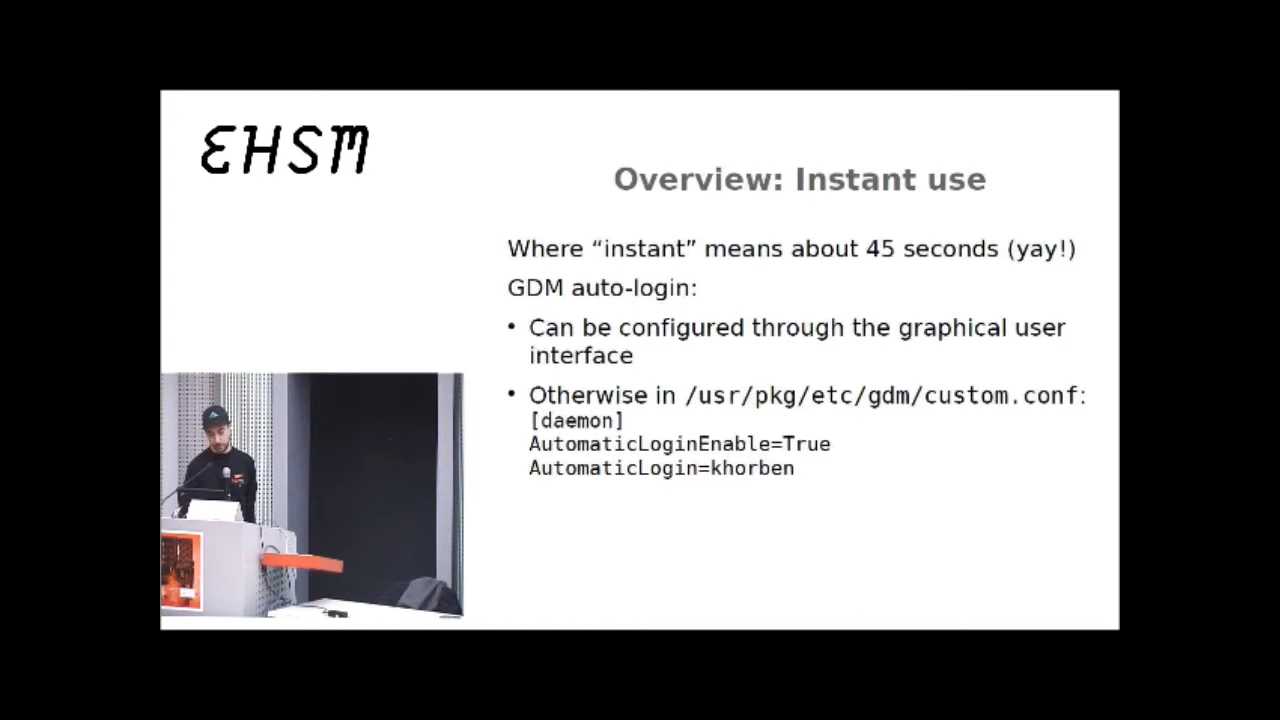 EHSM
Overview: Instant use
Where “instant” means about 45 seconds (yay!)
GDM auto-login:
• Can be configured through the graphical user
interface
• Otherwise in /usr/pkg/etc/gdm/custom.conf:
[daemon]
AutomaticLoginEnable=True
AutomaticLogin=khorben